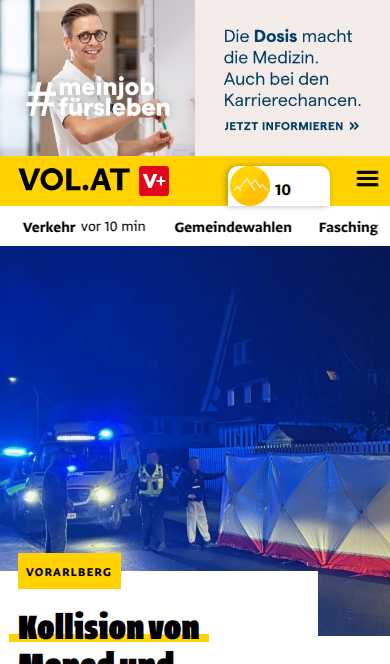 Die Dosis macht
die Medizin.
Auch bei den
Karrierechancen.
JETZT INFORMIEREN »
#meinjob
fürsleben
VOL.AT V+
10
Verkehr vor 10 min Gemeindewahlen Fasching
VORARLBERG
Kollision von
Moped und